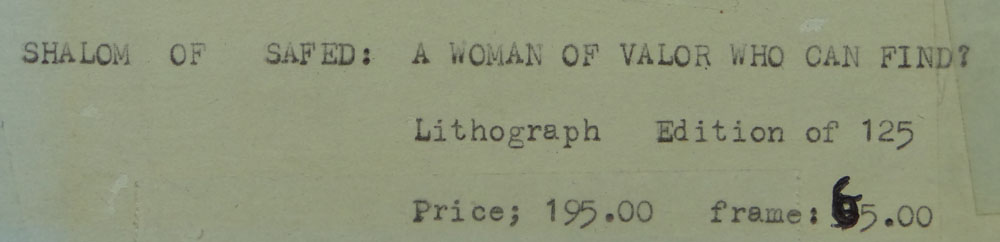 SHALOM OF SAFED: A WOMAN OF VALOR WHO CAN FIND?
Lithograph Edition of 125
Price; 195.00 frame: 65.00